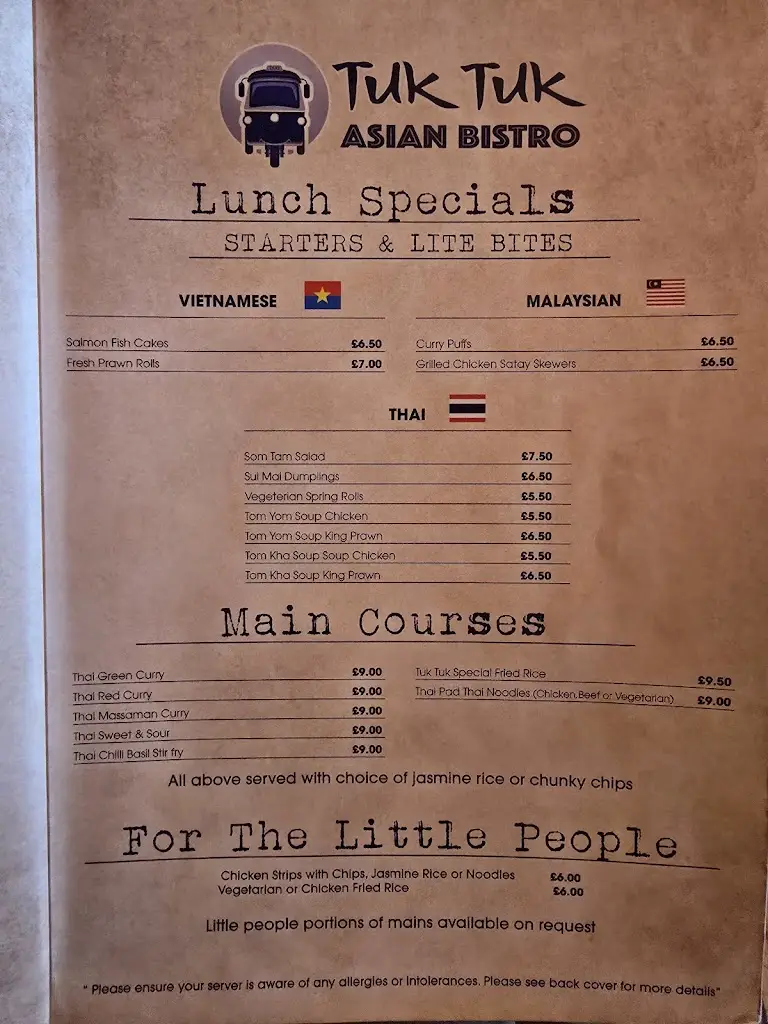 TUK TUK
ASIAN BISTRO
Lunch Specials
STARTERS & LITE BITES
VIETNAMESE
Salmon Fish Cakes £6.50
Fresh Prawn Rolls £7.00
MALAYSIAN
Curry Puffs £6.50
Grilled Chicken Satay Skewers £6.50
THAI
Som Tam Salad £7.50
Sui Mai Dumplings £6.50
Vegeterian Spring Rolls £5.50
Tom Yom Soup Chicken £5.50
Tom Yom Soup King Prawn £6.50
Tom Kha Soup Soup Chicken £5.50
Tom Kha Soup King Prawn £6.50
Main Courses
Thai Green Curry £9.00
Thai Red Curry £9.00
Thai Massaman Curry £9.00
Thai Sweet & Sour £9.00
Thai Chilli Basil Stir fry £9.00
Tuk Tuk Special Fried Rice £9.50
Thai Pad Thai Noodles (Chicken,Beef or Vegetarian) £9.00
All above served with choice of jasmine rice or chunky chips
For The Little People
Chicken Strips with Chips, Jasmine Rice or Noodles £6.00
Vegetarian or Chicken Fried Rice £6.00
Little people portions of mains available on request
" Please ensure your server is aware of any allergies or intolerances. Please see back cover for more details"